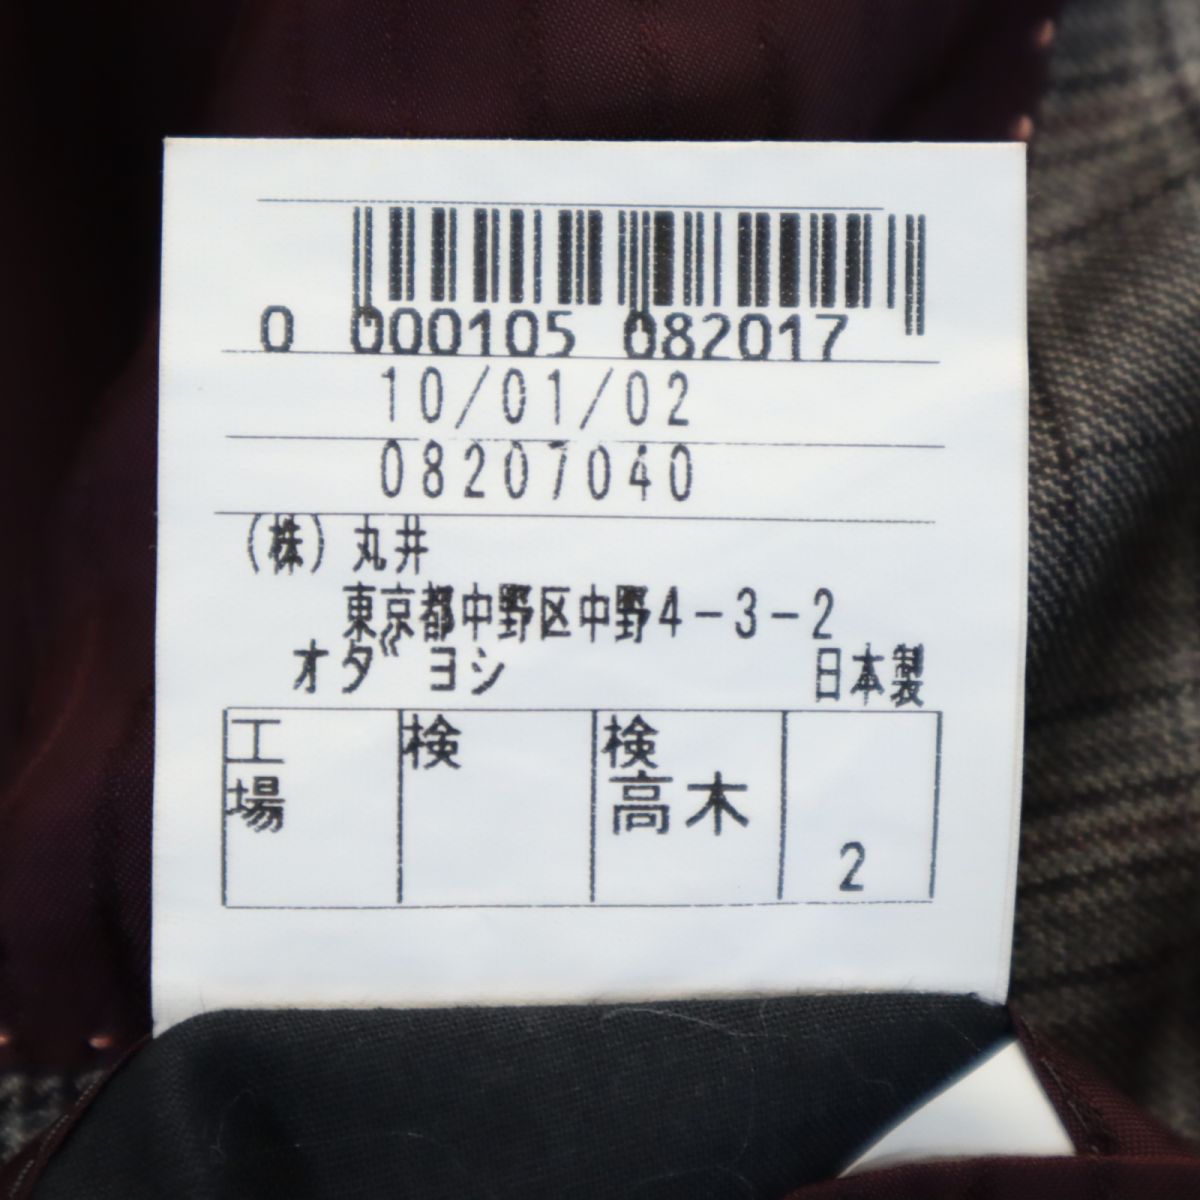 0 000105 082017
10/01/02
08207040
(株)丸井
東京都中野区中野4-3-2
オダ ヨシ 日本製
工場 検 検
高木
2